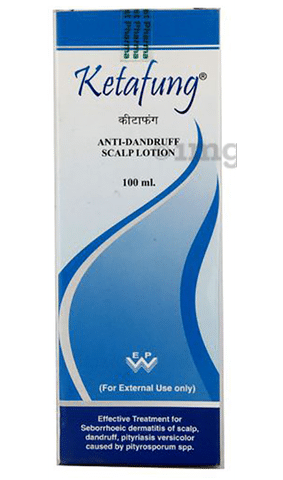 Ketafung®
कीटाफंग
ANTI-DANDRUFF
SCALP LOTION
100 ml.
E P
W
(For External Use only)
Effective Treatment for
Seborrhoeic dermatitis of scalp,
dandruff, pityriasis versicolor
caused by pityrosporum spp.